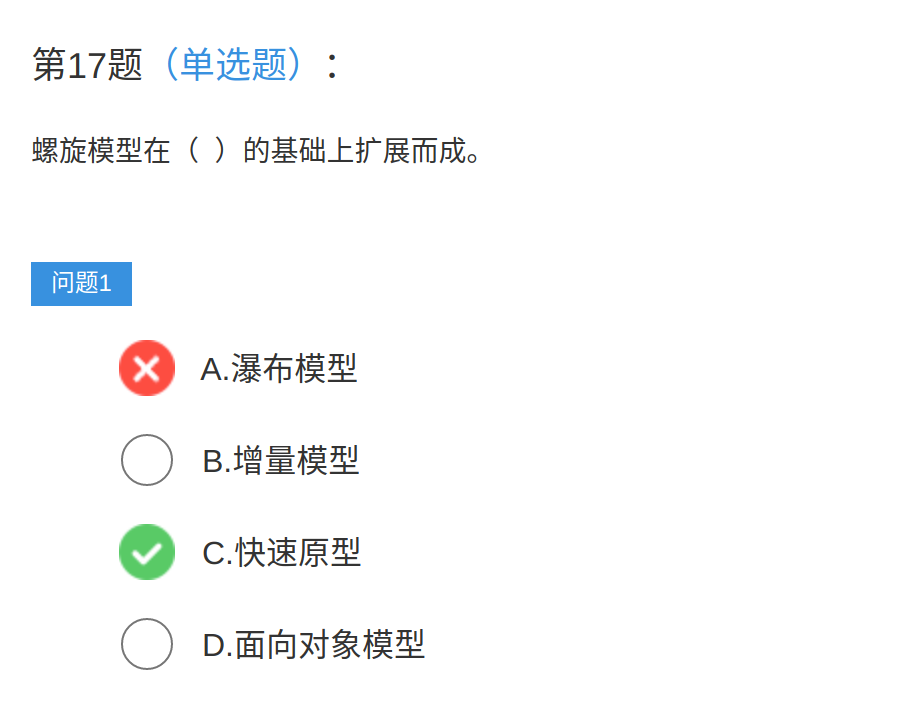 第17题（单选题）：
螺旋模型在（ ）的基础上扩展而成。
问题1
A.瀑布模型
B.增量模型
C.快速原型
D.面向对象模型